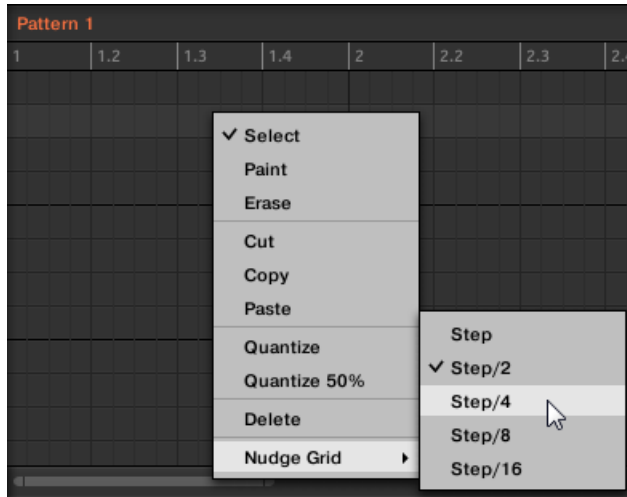 Pattern 1
1 1.2 1.3 1.4 2 2.2 2.3 2.
Select
Paint
Erase
Cut
Copy
Paste
Quantize
Quantize 50%
Delete
Nudge Grid
Step
Step/2
Step/4
Step/8
Step/16